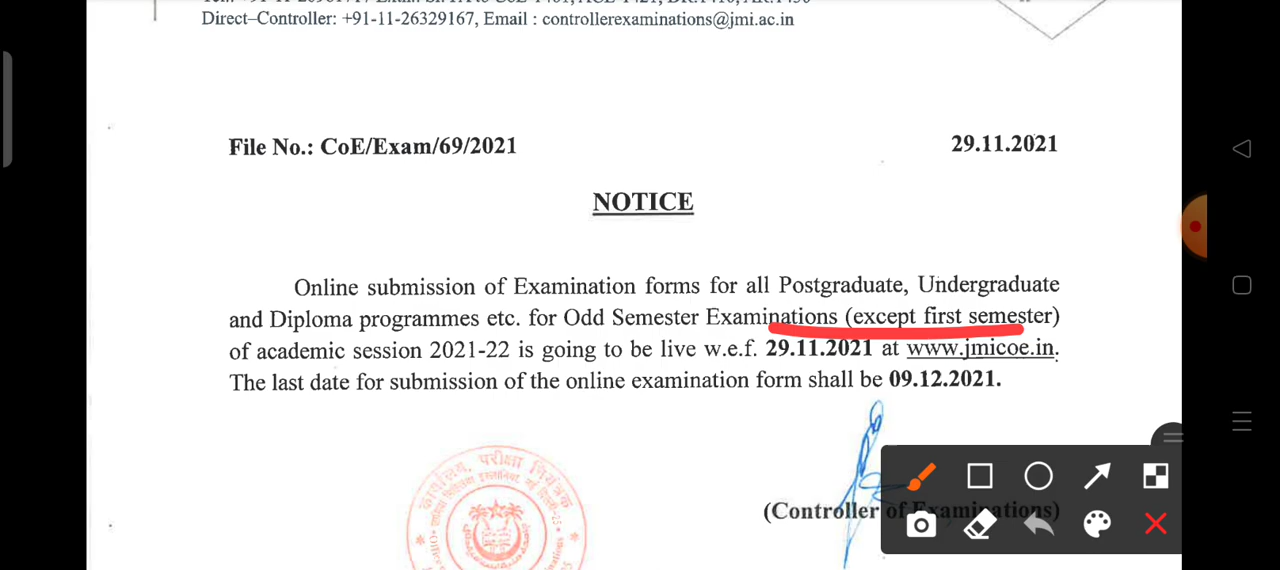 Direct–Controller: +91-11-26329167, Email : controllerexaminations@jmi.ac.in
File No.: CoE/Exam/69/2021
29.11.2021
NOTICE
Online submission of Examination forms for all Postgraduate, Undergraduate
and Diploma programmes etc. for Odd Semester Examinations (except first semester)
of academic session 2021-22 is going to be live w.e.f. 29.11.2021 at www.jmicoe.in.
The last date for submission of the online examination form shall be 09.12.2021.
(Controller of Examinations)
कार्यालय, परीक्षा नियंत्रक